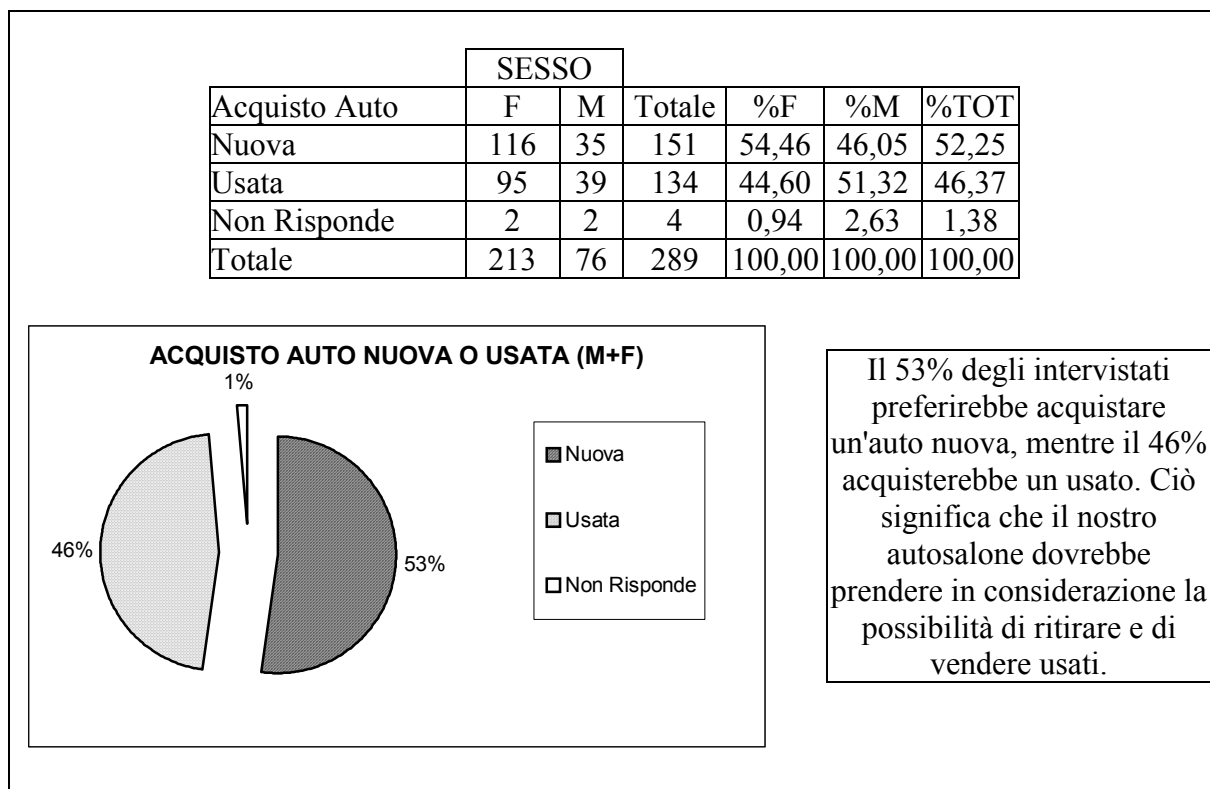 SESSO
Acquisto Auto F M Totale %F %M %TOT
Nuova 116 35 151 54,46 46,05 52,25
Usata 95 39 134 44,60 51,32 46,37
Non Risponde 2 2 4 0,94 2,63 1,38
Totale 213 76 289 100,00 100,00 100,00
ACQUISTO AUTO NUOVA O USATA (M+F)
1%
46%
53%
Nuova
Usata
Non Risponde
Il 53% degli intervistati
preferirebbe acquistare
un'auto nuova, mentre il 46%
acquisterebbe un usato. Ciò
significa che il nostro
autosalone dovrebbe
prendere in considerazione la
possibilità di ritirare e di
vendere usati.